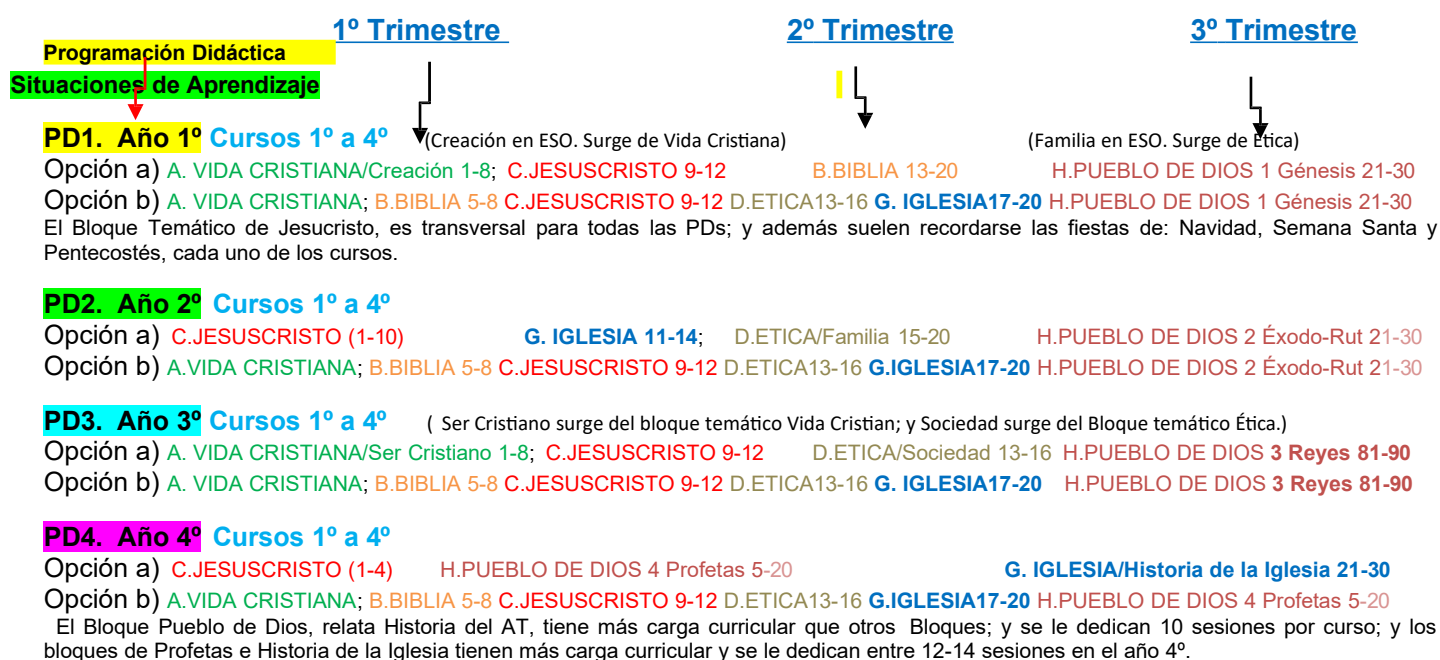 1º Trimestre 2º Trimestre 3º Trimestre
Programación Didáctica
Situaciones de Aprendizaje
PD1. Año 1º Cursos 1º a 4º (Creación en ESO. Surge de Vida Cristiana) (Familia en ESO. Surge de Ética)
Opción a) A. VIDA CRISTIANA/Creación 1-8; C.JESUSCRISTO 9-12 B.BIBLIA 13-20 H.PUEBLO DE DIOS 1 Génesis 21-30
Opción b) A. VIDA CRISTIANA; B.BIBLIA 5-8 C.JESUSCRISTO 9-12 D.ETICA13-16 G. IGLESIA17-20 H.PUEBLO DE DIOS 1 Génesis 21-30
El Bloque Temático de Jesucristo, es transversal para todas las PDs; y además suelen recordarse las fiestas de: Navidad, Semana Santa y
Pentecostés, cada uno de los cursos.
PD2. Año 2º Cursos 1º a 4º
Opción a) C.JESUSCRISTO (1-10) G. IGLESIA 11-14; D.ETICA/Familia 15-20 H.PUEBLO DE DIOS 2 Éxodo-Rut 21-30
Opción b) A.VIDA CRISTIANA; B.BIBLIA 5-8 C.JESUSCRISTO 9-12 D.ETICA13-16 G.IGLESIA17-20 H.PUEBLO DE DIOS 2 Éxodo-Rut 21-30
PD3. Año 3º Cursos 1º a 4º ( Ser Cristiano surge del bloque temático Vida Cristian; y Sociedad surge del Bloque temático Ética.)
Opción a) A. VIDA CRISTIANA/Ser Cristiano 1-8; C.JESUSCRISTO 9-12 D.ETICA/Sociedad 13-16 H.PUEBLO DE DIOS 3 Reyes 81-90
Opción b) A. VIDA CRISTIANA; B.BIBLIA 5-8 C.JESUSCRISTO 9-12 D.ETICA13-16 G. IGLESIA17-20 H.PUEBLO DE DIOS 3 Reyes 81-90
PD4. Año 4º Cursos 1º a 4º
Opción a) C.JESUSCRISTO (1-4) H.PUEBLO DE DIOS 4 Profetas 5-20 G. IGLESIA/Historia de la Iglesia 21-30
Opción b) A.VIDA CRISTIANA; B.BIBLIA 5-8 C.JESUSCRISTO 9-12 D.ETICA13-16 G.IGLESIA17-20 H.PUEBLO DE DIOS 4 Profetas 5-20
El Bloque Pueblo de Dios, relata Historia del AT, tiene más carga curricular que otros Bloques; y se le dedican 10 sesiones por curso; y los
bloques de Profetas e Historia de la Iglesia tienen más carga curricular y se le dedican entre 12-14 sesiones en el año 4º.